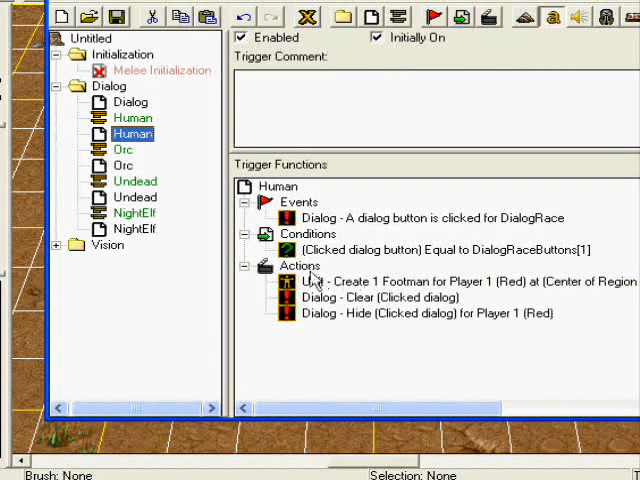 Untitled
Initialization
Melee Initialization
Dialog
Dialog
Human
Human
Orc
Orc
Undead
Undead
NightElf
NightElf
Vision
Enabled
Initially On
Trigger Comment:
Trigger Functions
Human
Events
Dialog - A dialog button is clicked for DialogRace
Conditions
(Clicked dialog button) Equal to DialogRaceButtons[1]
Actions
Unit - Create 1 Footman for Player 1 (Red) at (Center of Region
Dialog - Clear (Clicked dialog)
Dialog - Hide (Clicked dialog) for Player 1 (Red)
Brush: None
Selection: None